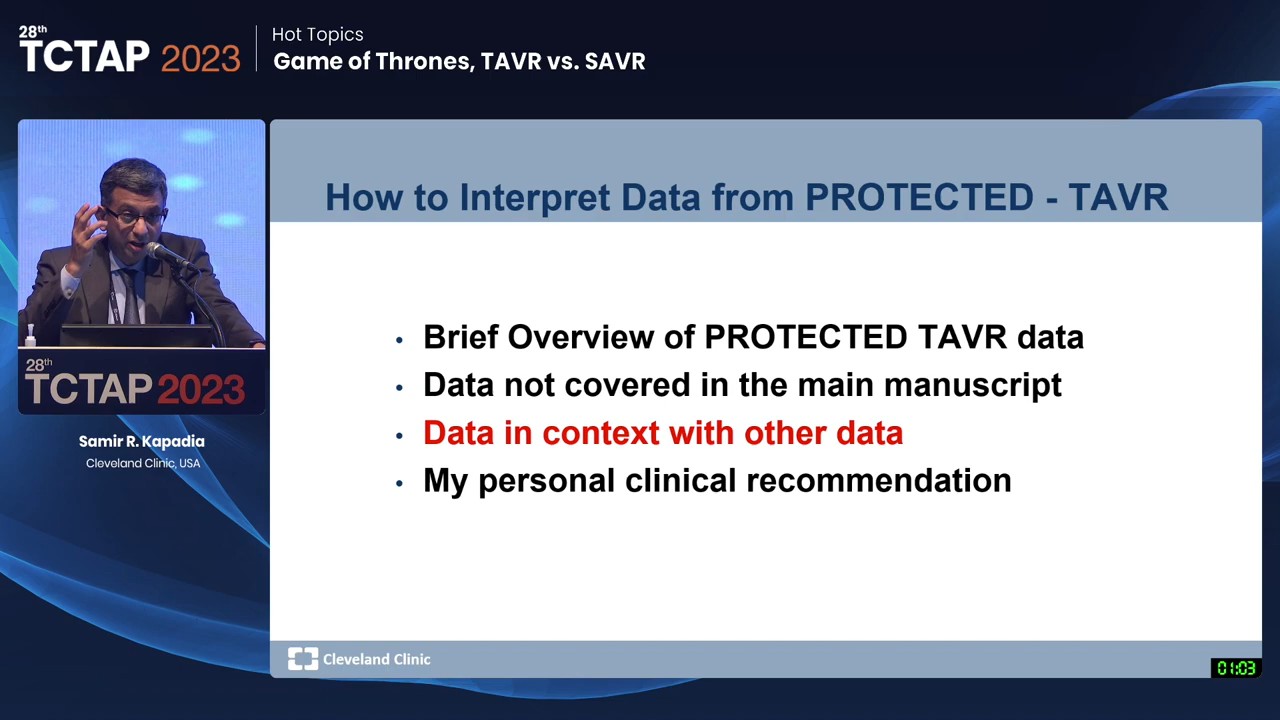 28th
TCTAP 2023
Hot Topics
Game of Thrones, TAVR vs. SAVR
28th
TCTAP 2023
Samir R. Kapadia
Cleveland Clinic, USA
How to Interpret Data from PROTECTED - TAVR
• Brief Overview of PROTECTED TAVR data
• Data not covered in the main manuscript
• Data in context with other data
• My personal clinical recommendation
Cleveland Clinic
01:03